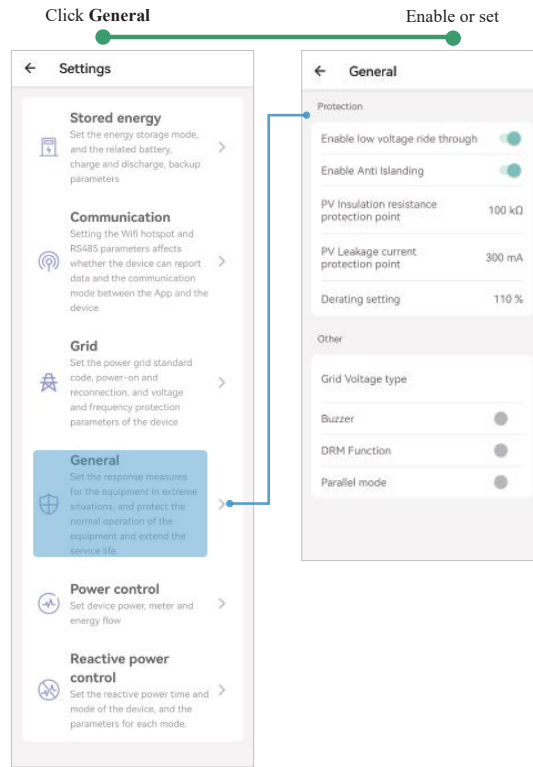 Click General
Enable or set
Settings
Stored energy
Set the energy storage mode,
and the related battery,
charge and discharge, backup
parameters
Communication
Setting the Wifi hotspot and
RS485 parameters affects
whether the device can report
data and the communication
mode between the App and the
device.
Grid
Set the power grid standard
code, power-on and
reconnection, and voltage
and frequency protection
parameters of the device
General
Set the response measures
for the equipment in extreme
situations, and protect the
normal operation of the
equipment and extend the
service life.
Power control
Set device power, meter and
energy flow
Reactive power
control
Set the reactive power time and
mode of the device, and the
parameters for each mode.
General
Protection
Enable low voltage ride through
Enable Anti Islanding
PV Insulation resistance
protection point
100 kΩ
PV Leakage current
protection point
300 mA
Derating setting
110 %
Other
Grid Voltage type
Buzzer
DRM Function
Parallel mode